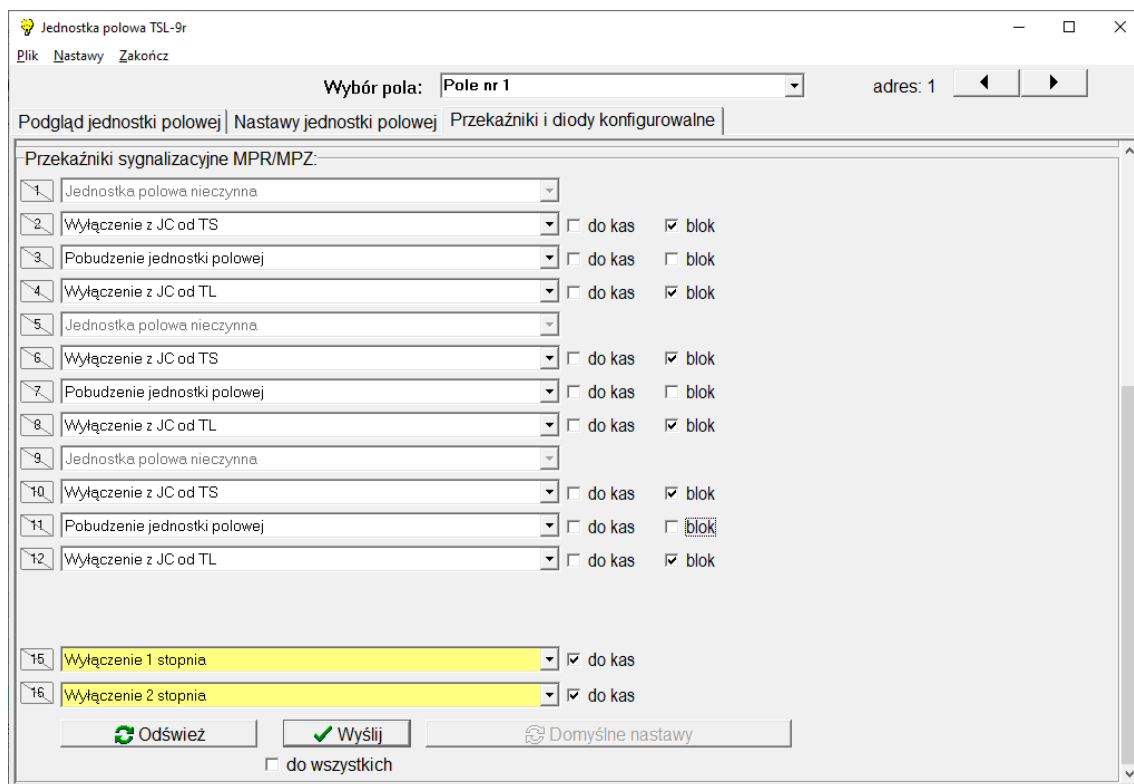 Jednostka polowa TSL-9r
Plik Nastawy Zakończ
Wybór pola: Pole nr 1 adres: 1
Podgląd jednostki polowej Nastawy jednostki polowej Przekaźniki i diody konfigurowalne
Przekaźniki sygnalizacyjne MPR/MPZ:
1 Jednostka polowa nieczynna
2 Wyłączenie z JC od TS do kas blok
3 Pobudzenie jednostki polowej do kas blok
4 Wyłączenie z JC od TL do kas blok
5 Jednostka polowa nieczynna
6 Wyłączenie z JC od TS do kas blok
7 Pobudzenie jednostki polowej do kas blok
8 Wyłączenie z JC od TL do kas blok
9 Jednostka polowa nieczynna
10 Wyłączenie z JC od TS do kas blok
11 Pobudzenie jednostki polowej do kas blok
12 Wyłączenie z JC od TL do kas blok
15 Wyłączenie 1 stopnia do kas
16 Wyłączenie 2 stopnia do kas
Odśwież Wyślij Domyślne nastawy
do wszystkich